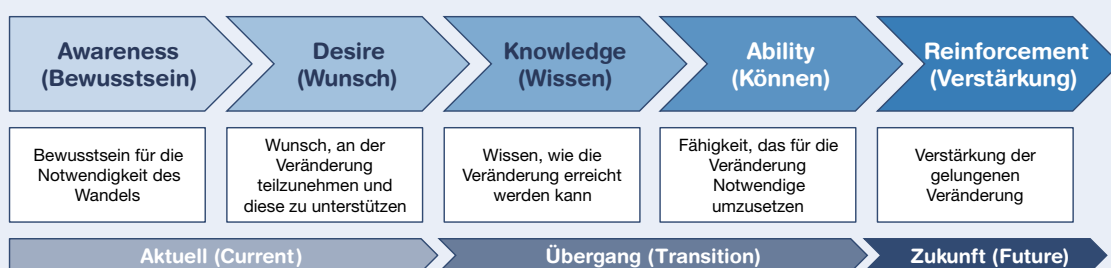 Awareness
(Bewusstsein)
Desire
(Wunsch)
Knowledge
(Wissen)
Ability
(Können)
Reinforcement
(Verstärkung)
Bewusstsein für die
Notwendigkeit des
Wandels
Wunsch, an der
Veränderung
teilzunehmen und
diese zu unterstützen
Wissen, wie die
Veränderung erreicht
werden kann
Fähigkeit, das für die
Veränderung
Notwendige
umzusetzen
Verstärkung der
gelungenen
Veränderung
Aktuell (Current)
Übergang (Transition)
Zukunft (Future)